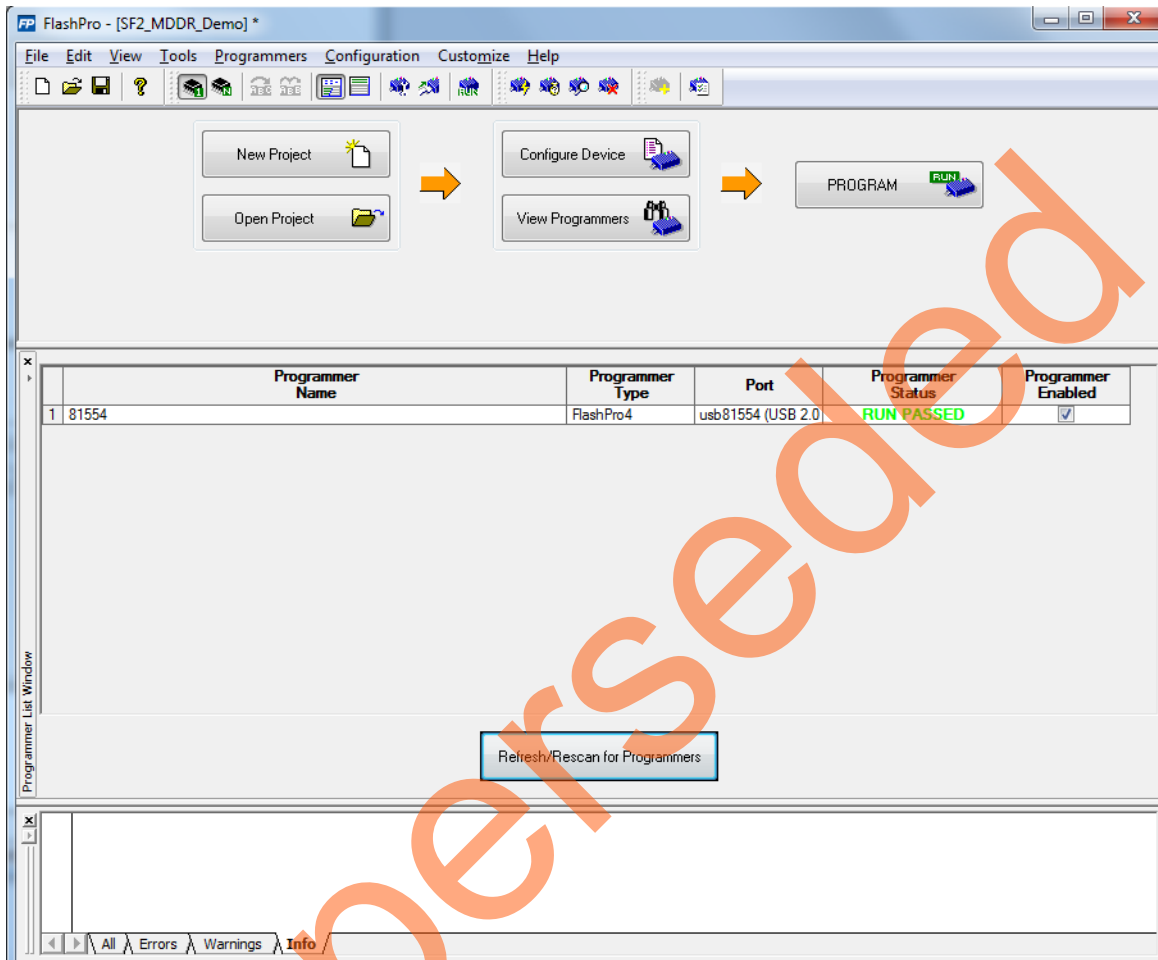 FP FlashPro - [SF2_MDDR_Demo] *
File Edit View Tools Programmers Configuration Customize Help
New Project
Configure Device
PROGRAM
RUN
Open Project
View Programmers
Programmer Name
Programmer Type
Port
Programmer Status
Programmer Enabled
1 81554 FlashPro4 usb81554 (USB 2.0 RUN PASSED
Programmer List Window
Refresh/Rescan for Programmers
All Errors Warnings Info
perseded